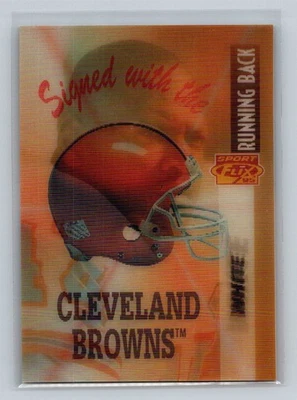 Signed with the
RUNNING BACK
SPORT
FLIX
WHITE
CLEVELAND
BROWNS™